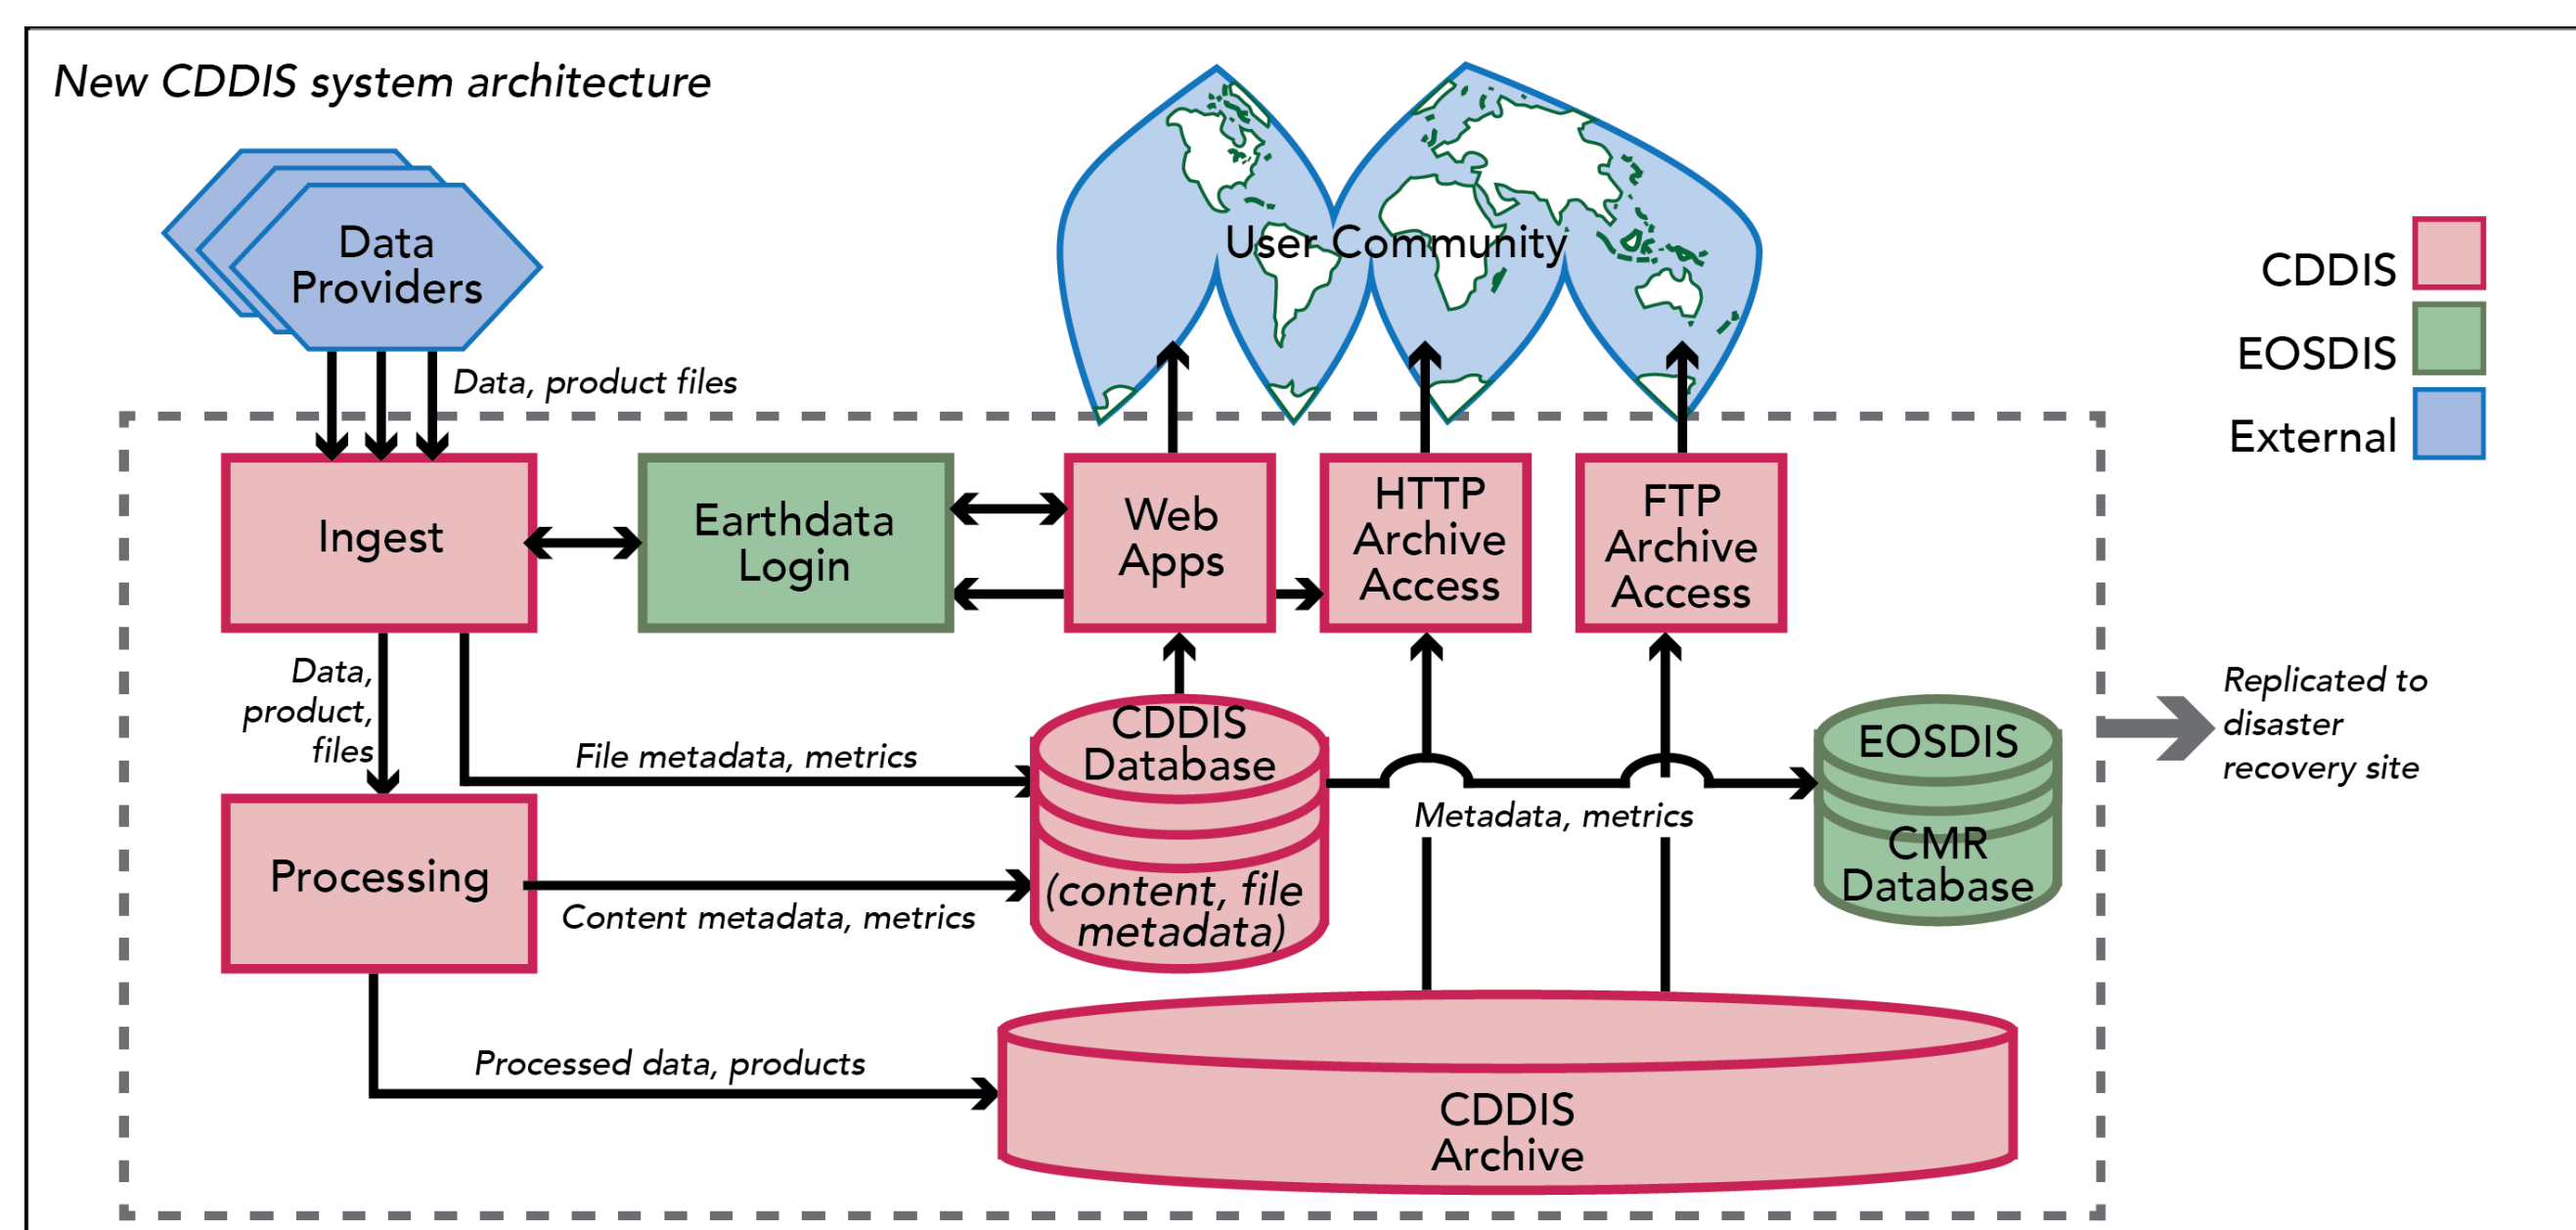 New CDDIS system architecture
Data
Providers
Data, product files
User Community
CDDIS
EOSDIS
External
Ingest
Earthdata
Login
Web
Apps
HTTP
Archive
Access
FTP
Archive
Access
Data,
product,
files
File metadata, metrics
CDDIS
Database
(content, file
metadata)
Metadata, metrics
EOSDIS
CMR
Database
Replicated to
disaster
recovery site
Processing
Content metadata, metrics
Processed data, products
CDDIS
Archive